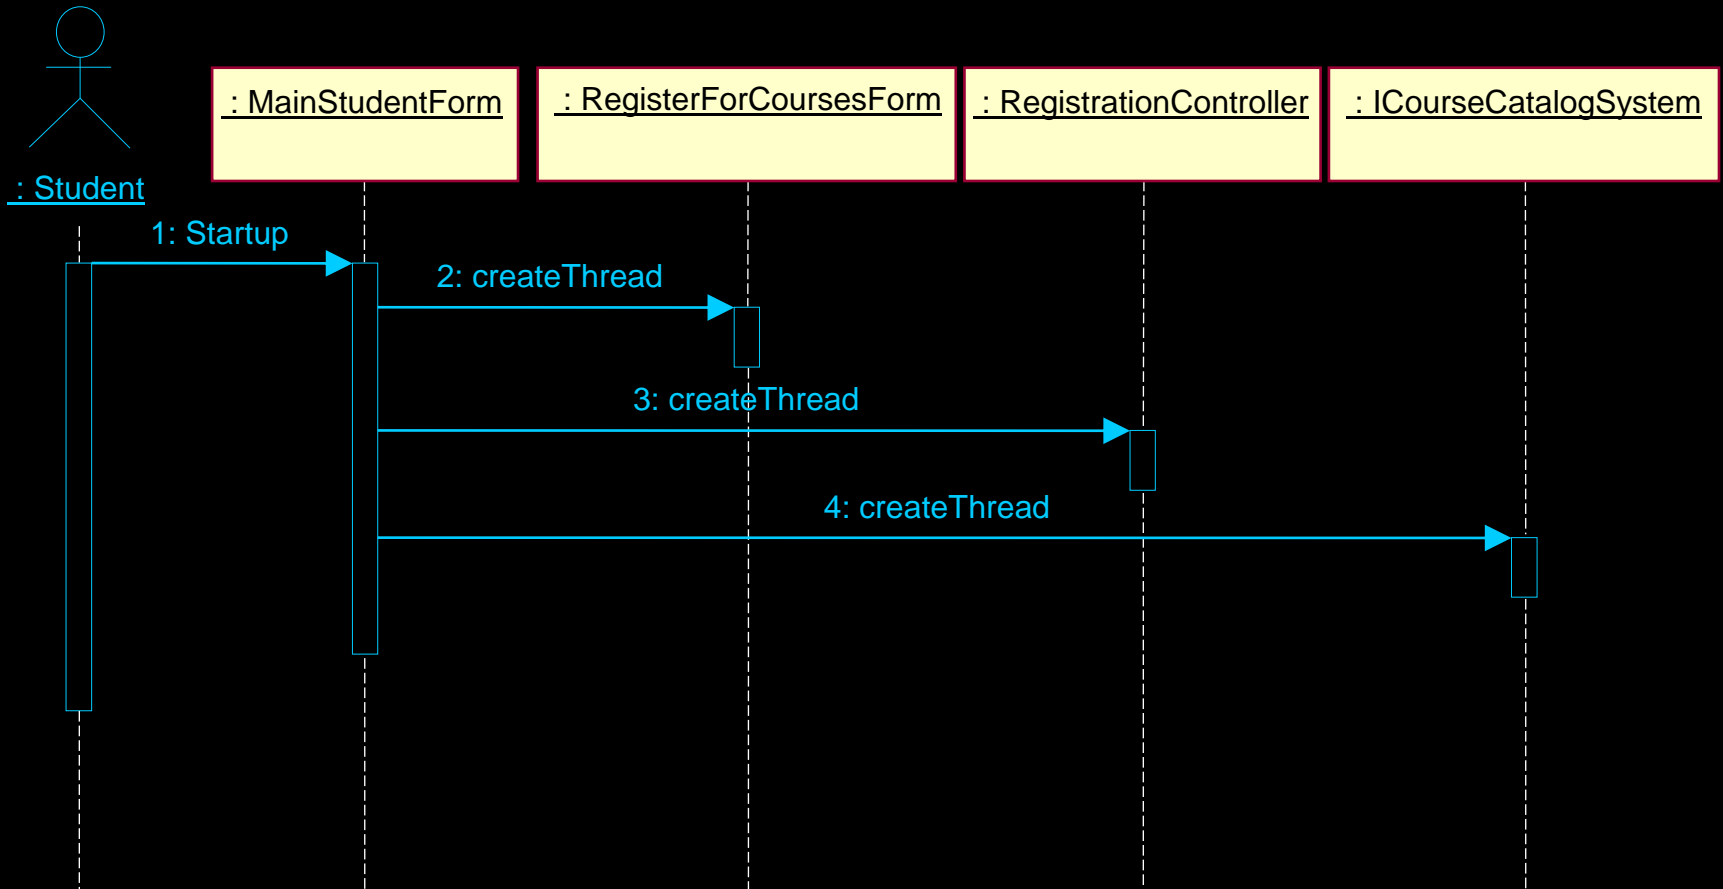 : MainStudentForm
: RegisterForCoursesForm
: RegistrationController
: ICourseCatalogSystem
: Student
1: Startup
2: createThread
3: createThread
4: createThread